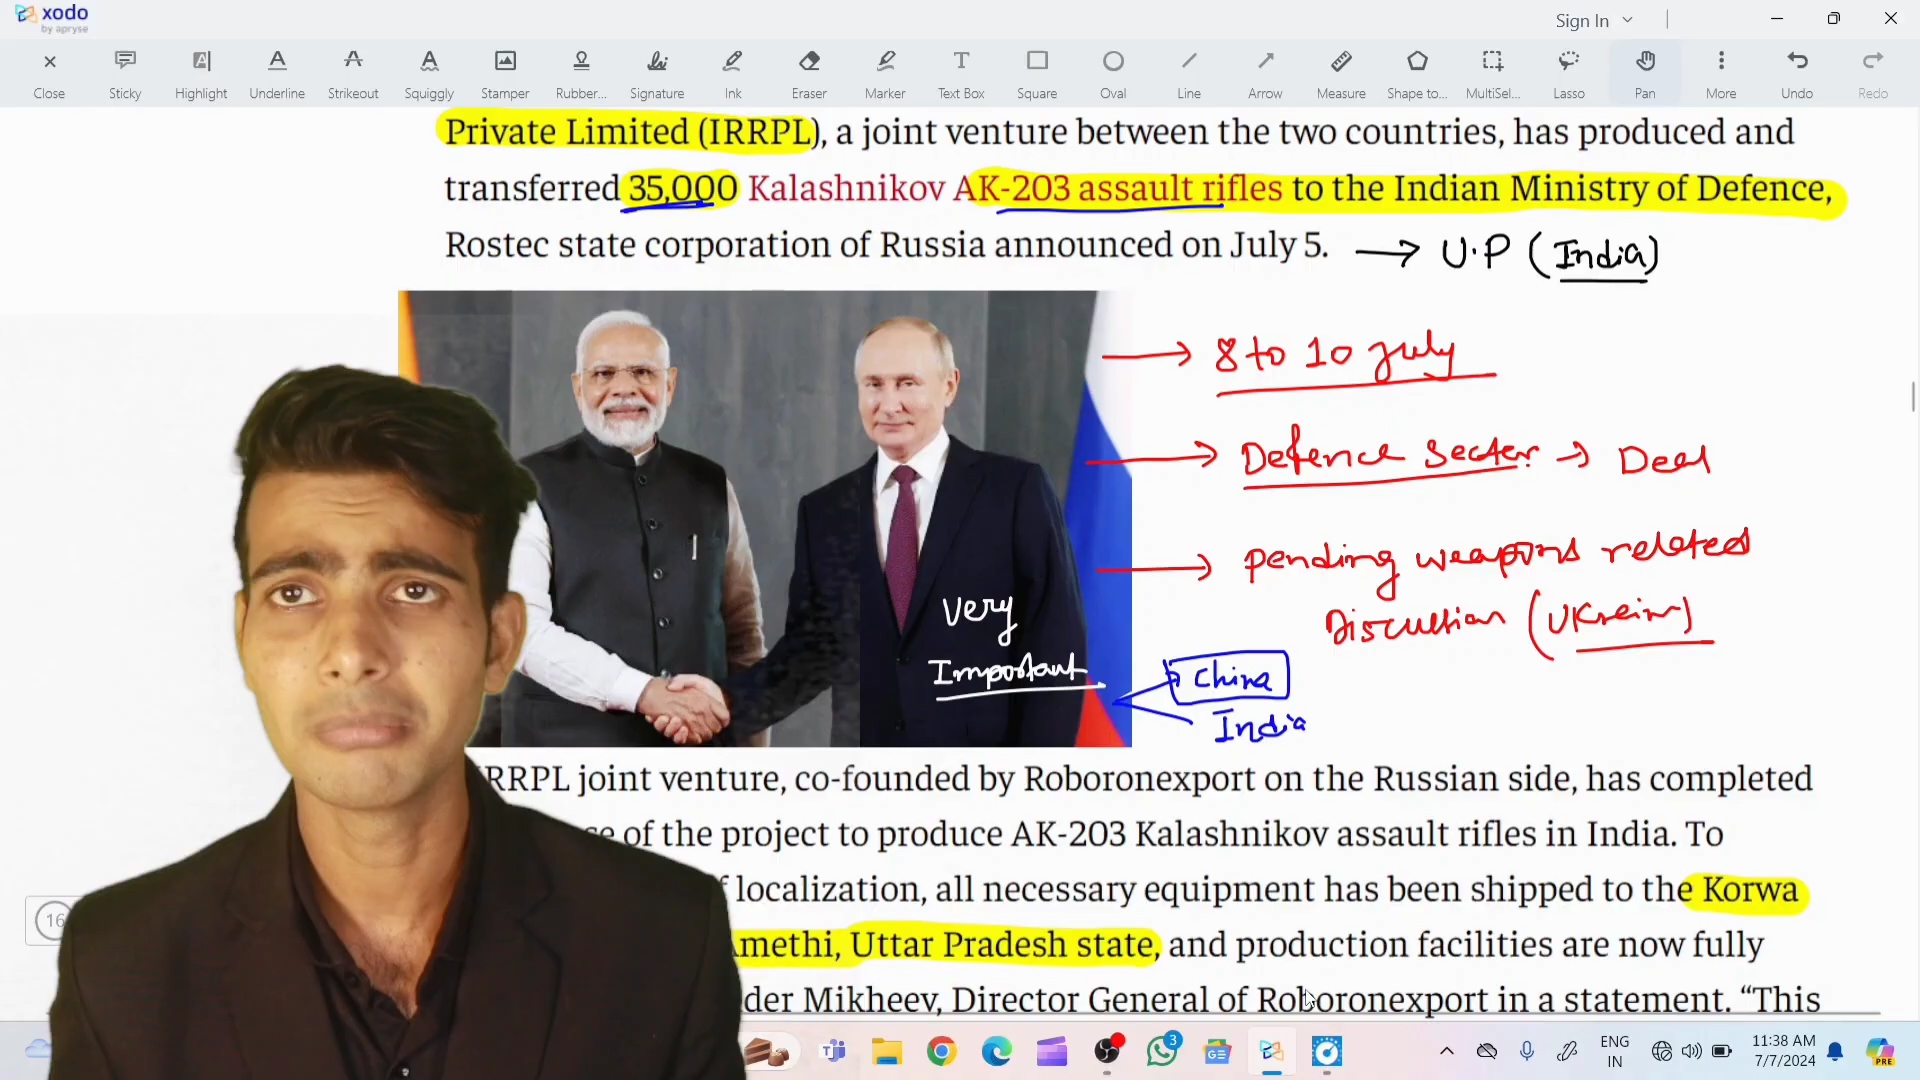 xodo
by apryse
Sign In
Close Sticky Highlight Underline Strikeout Squiggly Stamper Rubber... Signature Ink Eraser Marker Text Box Square Oval Line Arrow Measure Shape to... MultiSel... Lasso Pan More Undo Redo
Private Limited (IRRPL), a joint venture between the two countries, has produced and
transferred 35,000 Kalashnikov AK-203 assault rifles to the Indian Ministry of Defence,
Rostec state corporation of Russia announced on July 5. → U.P (India)
→ 8 to 10 July
→ Defence Secter → Deal
→ Pending weapons related
Discultion (Ukrein)
Very
Important
China
India
RRPL joint venture, co-founded by Roboronexport on the Russian side, has completed
se of the project to produce AK-203 Kalashnikov assault rifles in India. To
f localization, all necessary equipment has been shipped to the Korwa
16
methi, Uttar Pradesh state, and production facilities are now fully
der Mikheev, Director General of Roboronexport in a statement. “This
3
ENG
IN
11:38 AM
7/7/2024
PRE